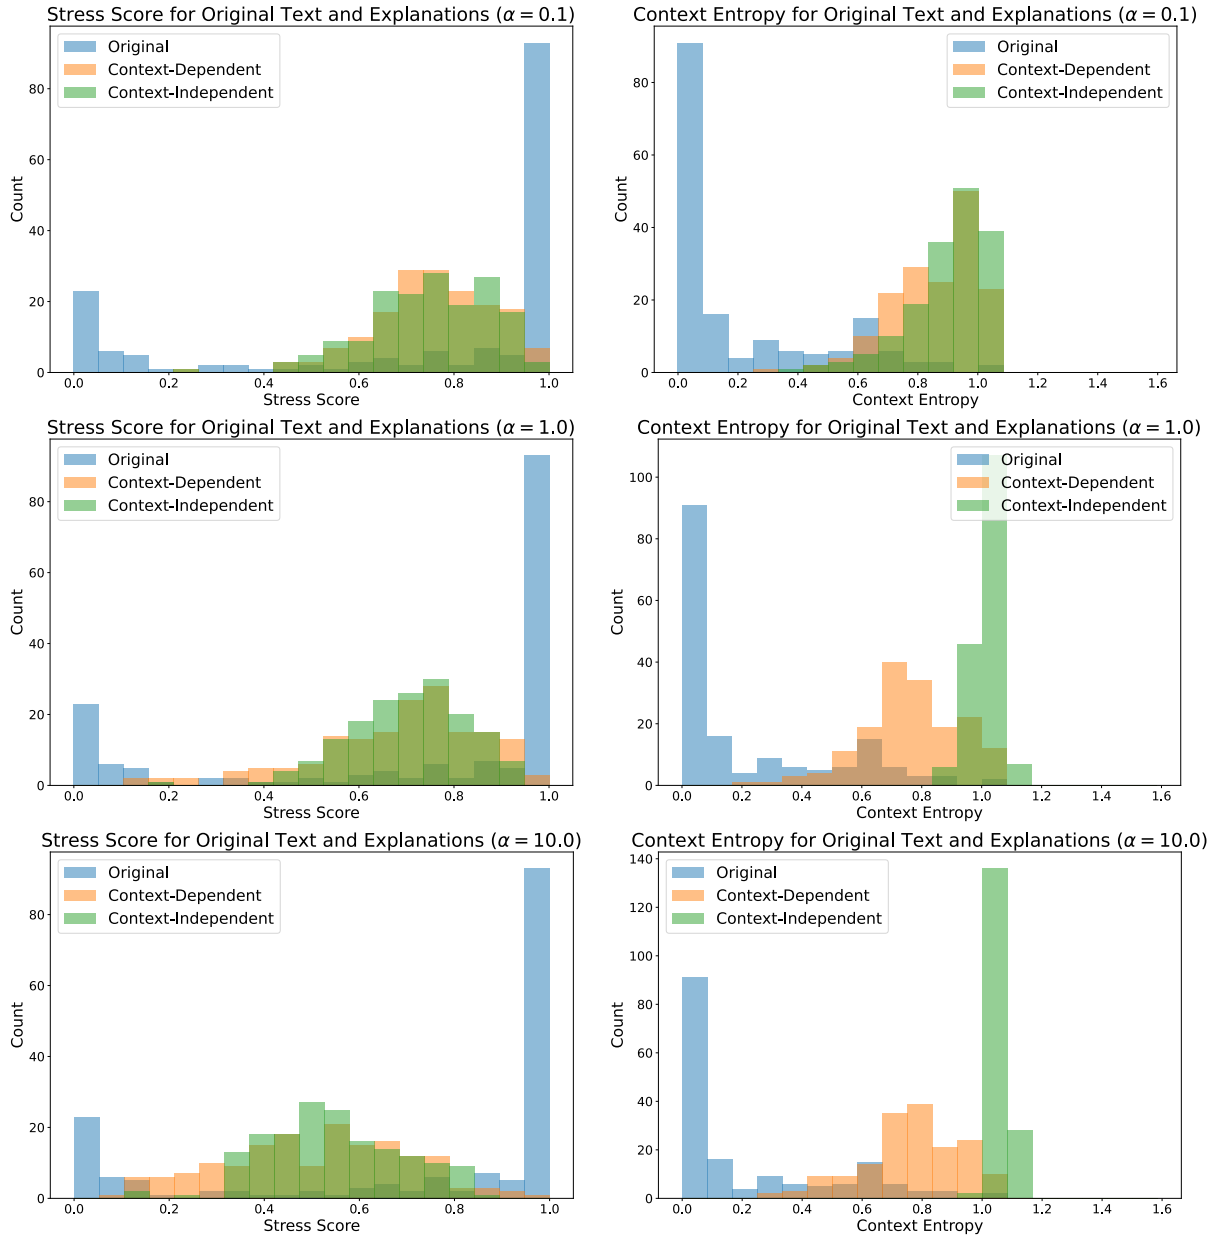 Stress Score for Original Text and Explanations (α = 0.1)
Original
Context-Dependent
Context-Independent
Count
0
20
40
60
80
0.0 0.2 0.4 0.6 0.8 1.0
Stress Score
Context Entropy for Original Text and Explanations (α = 0.1)
Original
Context-Dependent
Context-Independent
Count
0
20
40
60
80
0.0 0.2 0.4 0.6 0.8 1.0 1.2 1.4 1.6
Context Entropy
Stress Score for Original Text and Explanations (α = 1.0)
Original
Context-Dependent
Context-Independent
Count
0
20
40
60
80
0.0 0.2 0.4 0.6 0.8 1.0
Stress Score
Context Entropy for Original Text and Explanations (α = 1.0)
Original
Context-Dependent
Context-Independent
Count
0
20
40
60
80
100
0.0 0.2 0.4 0.6 0.8 1.0 1.2 1.4 1.6
Context Entropy
Stress Score for Original Text and Explanations (α = 10.0)
Original
Context-Dependent
Context-Independent
Count
0
20
40
60
80
0.0 0.2 0.4 0.6 0.8 1.0
Stress Score
Context Entropy for Original Text and Explanations (α = 10.0)
Original
Context-Dependent
Context-Independent
Count
0
20
40
60
80
100
120
140
0.0 0.2 0.4 0.6 0.8 1.0 1.2 1.4 1.6
Context Entropy